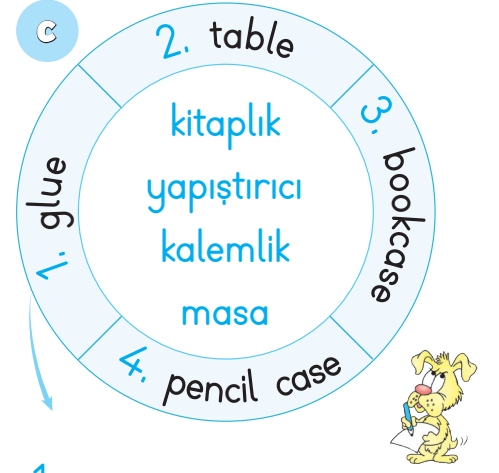 C
1. glue
2. table
3. bookcase
4. pencil case
kitaplık
yapıştırıcı
kalemlik
masa